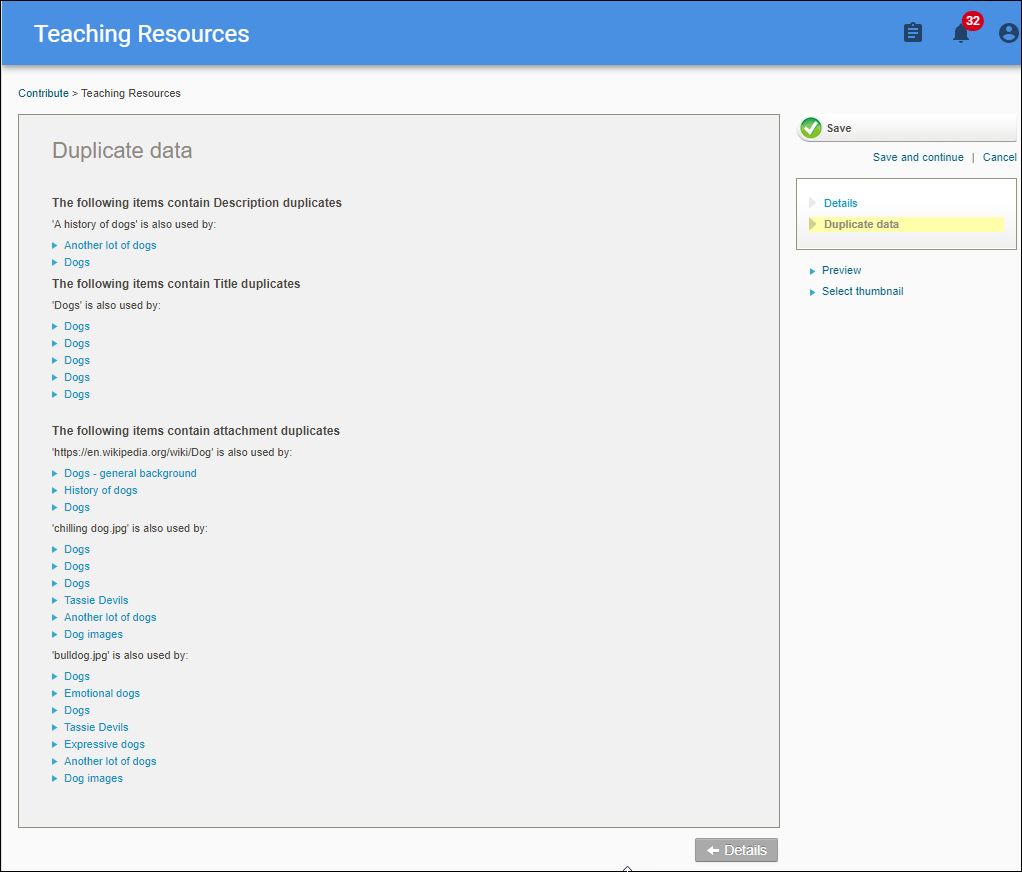 Teaching Resources
32
Contribute > Teaching Resources
Duplicate data
The following items contain Description duplicates
'A history of dogs' is also used by:
Another lot of dogs
Dogs
The following items contain Title duplicates
'Dogs' is also used by:
Dogs
Dogs
Dogs
Dogs
Dogs
The following items contain attachment duplicates
'https://en.wikipedia.org/wiki/Dog' is also used by:
Dogs - general background
History of dogs
Dogs
'chilling dog.jpg' is also used by:
Dogs
Dogs
Dogs
Tassie Devils
Another lot of dogs
Dog images
'bulldog.jpg' is also used by:
Dogs
Emotional dogs
Dogs
Tassie Devils
Expressive dogs
Another lot of dogs
Dog images
Details
Save
Save and continue | Cancel
Details
Duplicate data
Preview
Select thumbnail